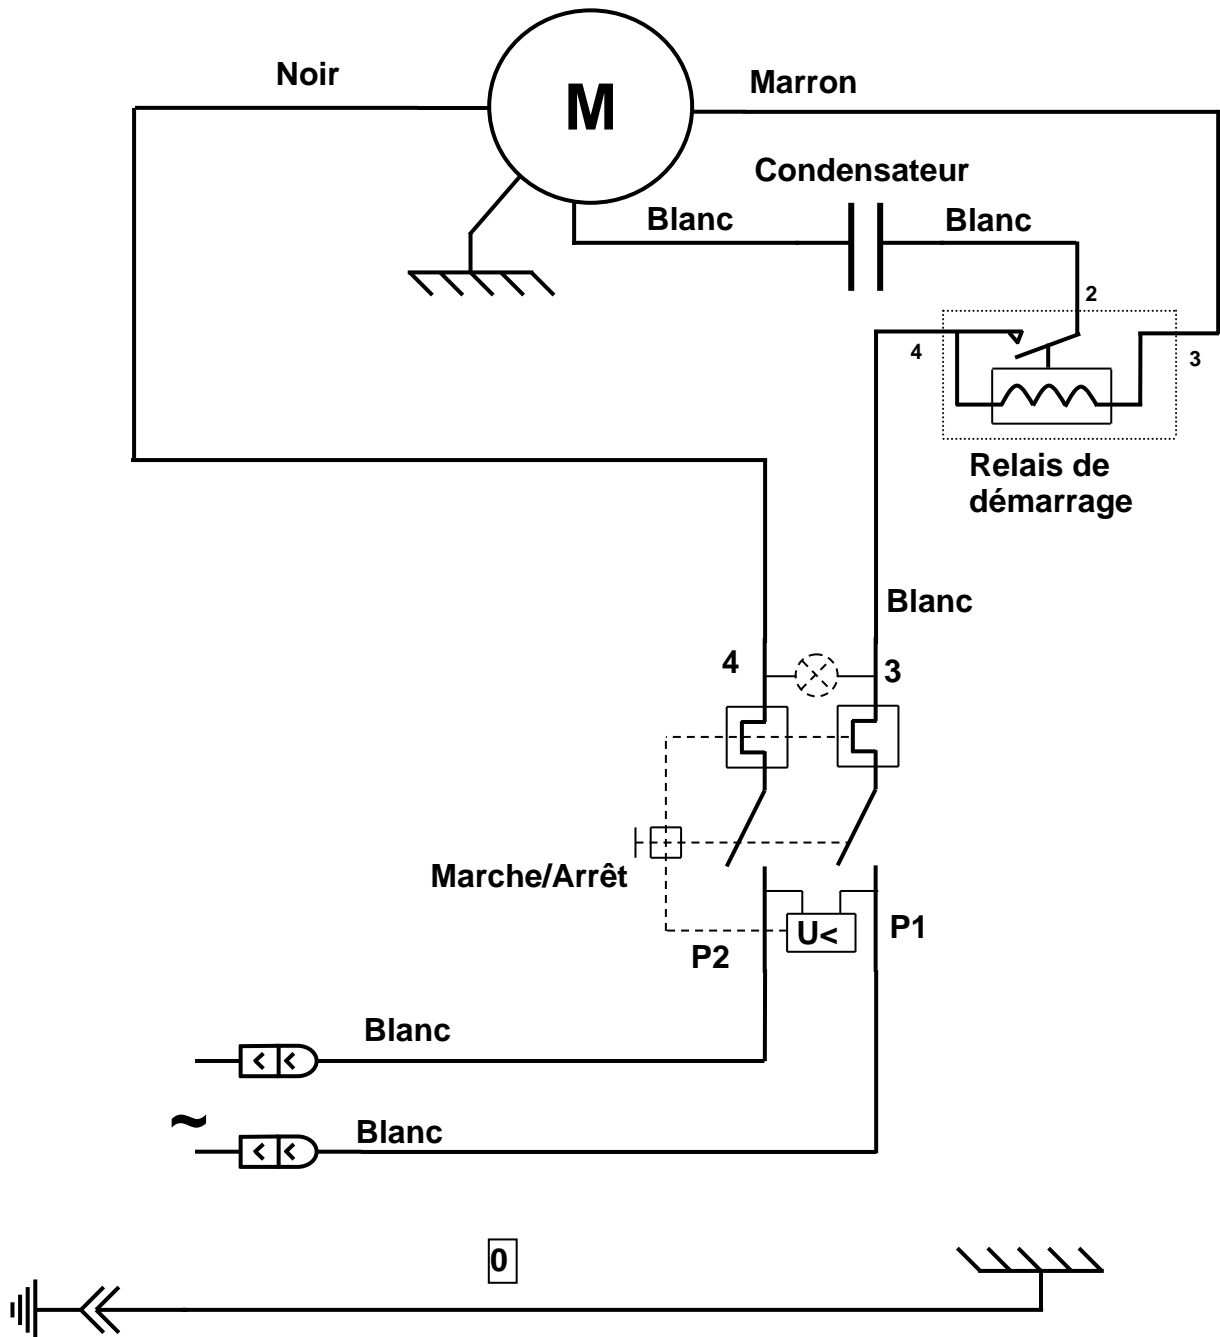 Noir
M
Marron
Condensateur
Blanc
Blanc
2
4
3
Relais de
démarrage
Blanc
4
3
Marche/Arrêt
U<
P1
P2
Blanc
~
Blanc
0